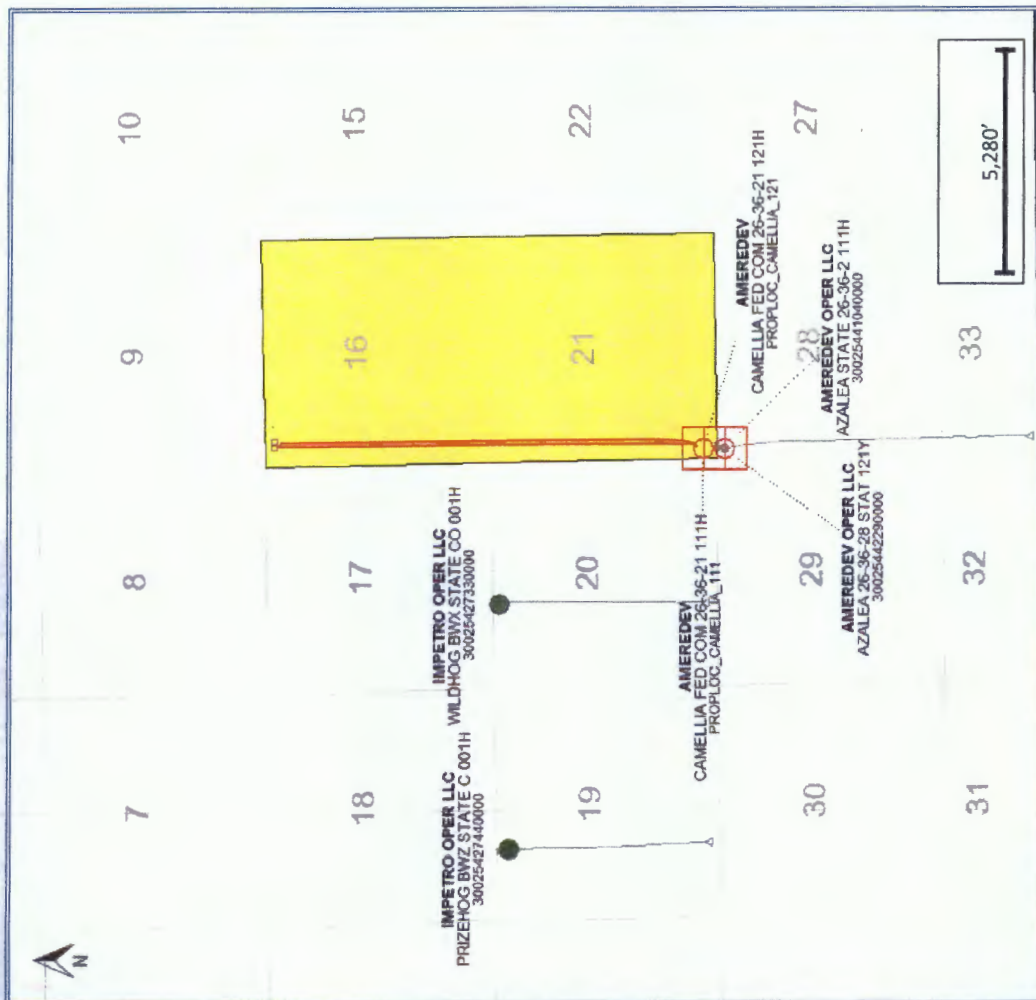 7
8
9
10
18
17
16
15
IMPETRO OPER LLC
PRIZEHOG BWZ STATE C 001H
30025427440000
IMPETRO OPER LLC
WILDHOG BWX STATE CO 001H
30025427330000
19
20
21
22
AMEREDEV
CAMELLIA FED COM 26-36-21 111H
PROPLOC_CAMELLIA_111
AMEREDEV
CAMELLIA FED COM 26-36-21 121H
PROPLOC_CAMELLIA_121
30
29
28
27
AMEREDEV OPER LLC
AZALEA 26-36-28 STAT 121Y
30025442290000
AMEREDEV OPER LLC
AZALEA STATE 26-36-2 111H
30025441040000
31
32
33
5,280'
N